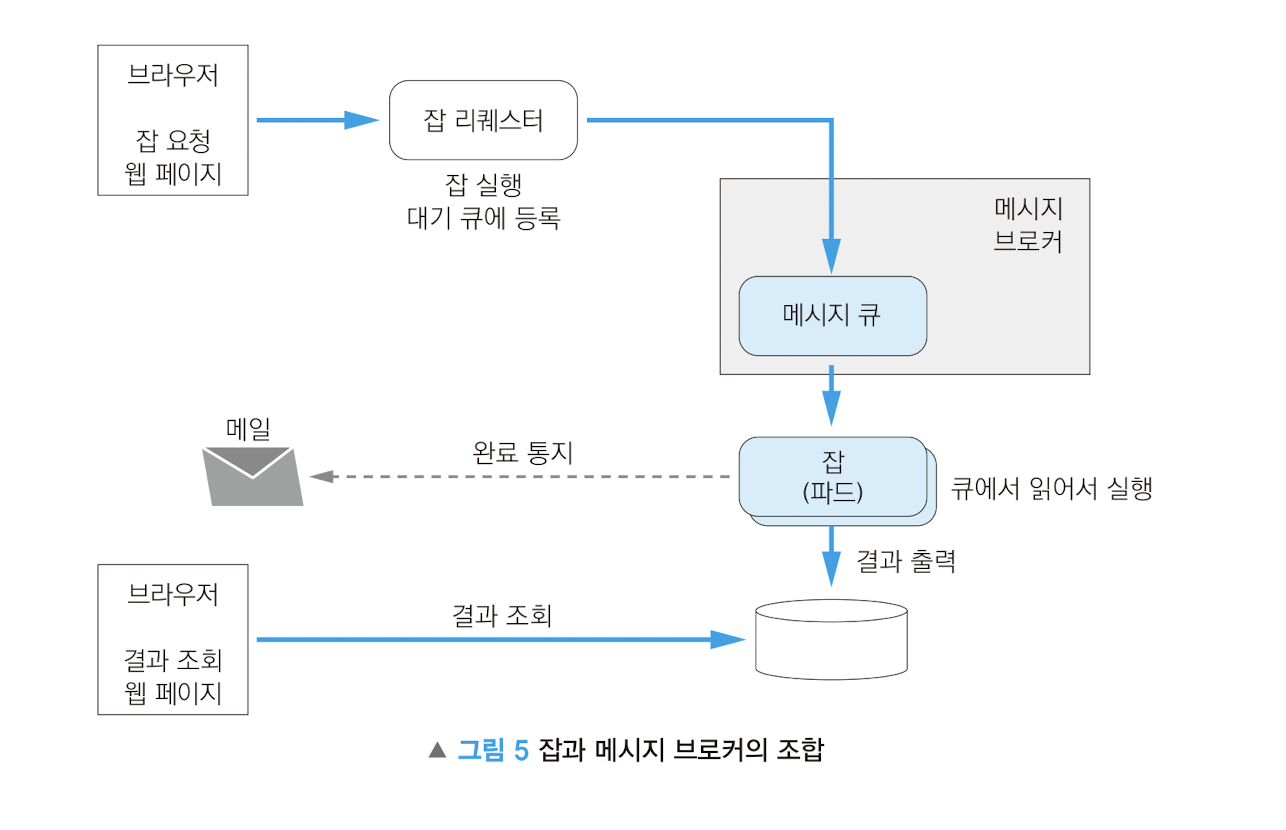 브라우저
잡 요청
웹 페이지
잡 리퀘스터
잡 실행
대기 큐에 등록
메시지
브로커
메시지 큐
메일
완료 통지
잡
(파드)
큐에서 읽어서 실행
결과 출력
브라우저
결과 조회
웹 페이지
결과 조회
▲ 그림 5 잡과 메시지 브로커의 조합